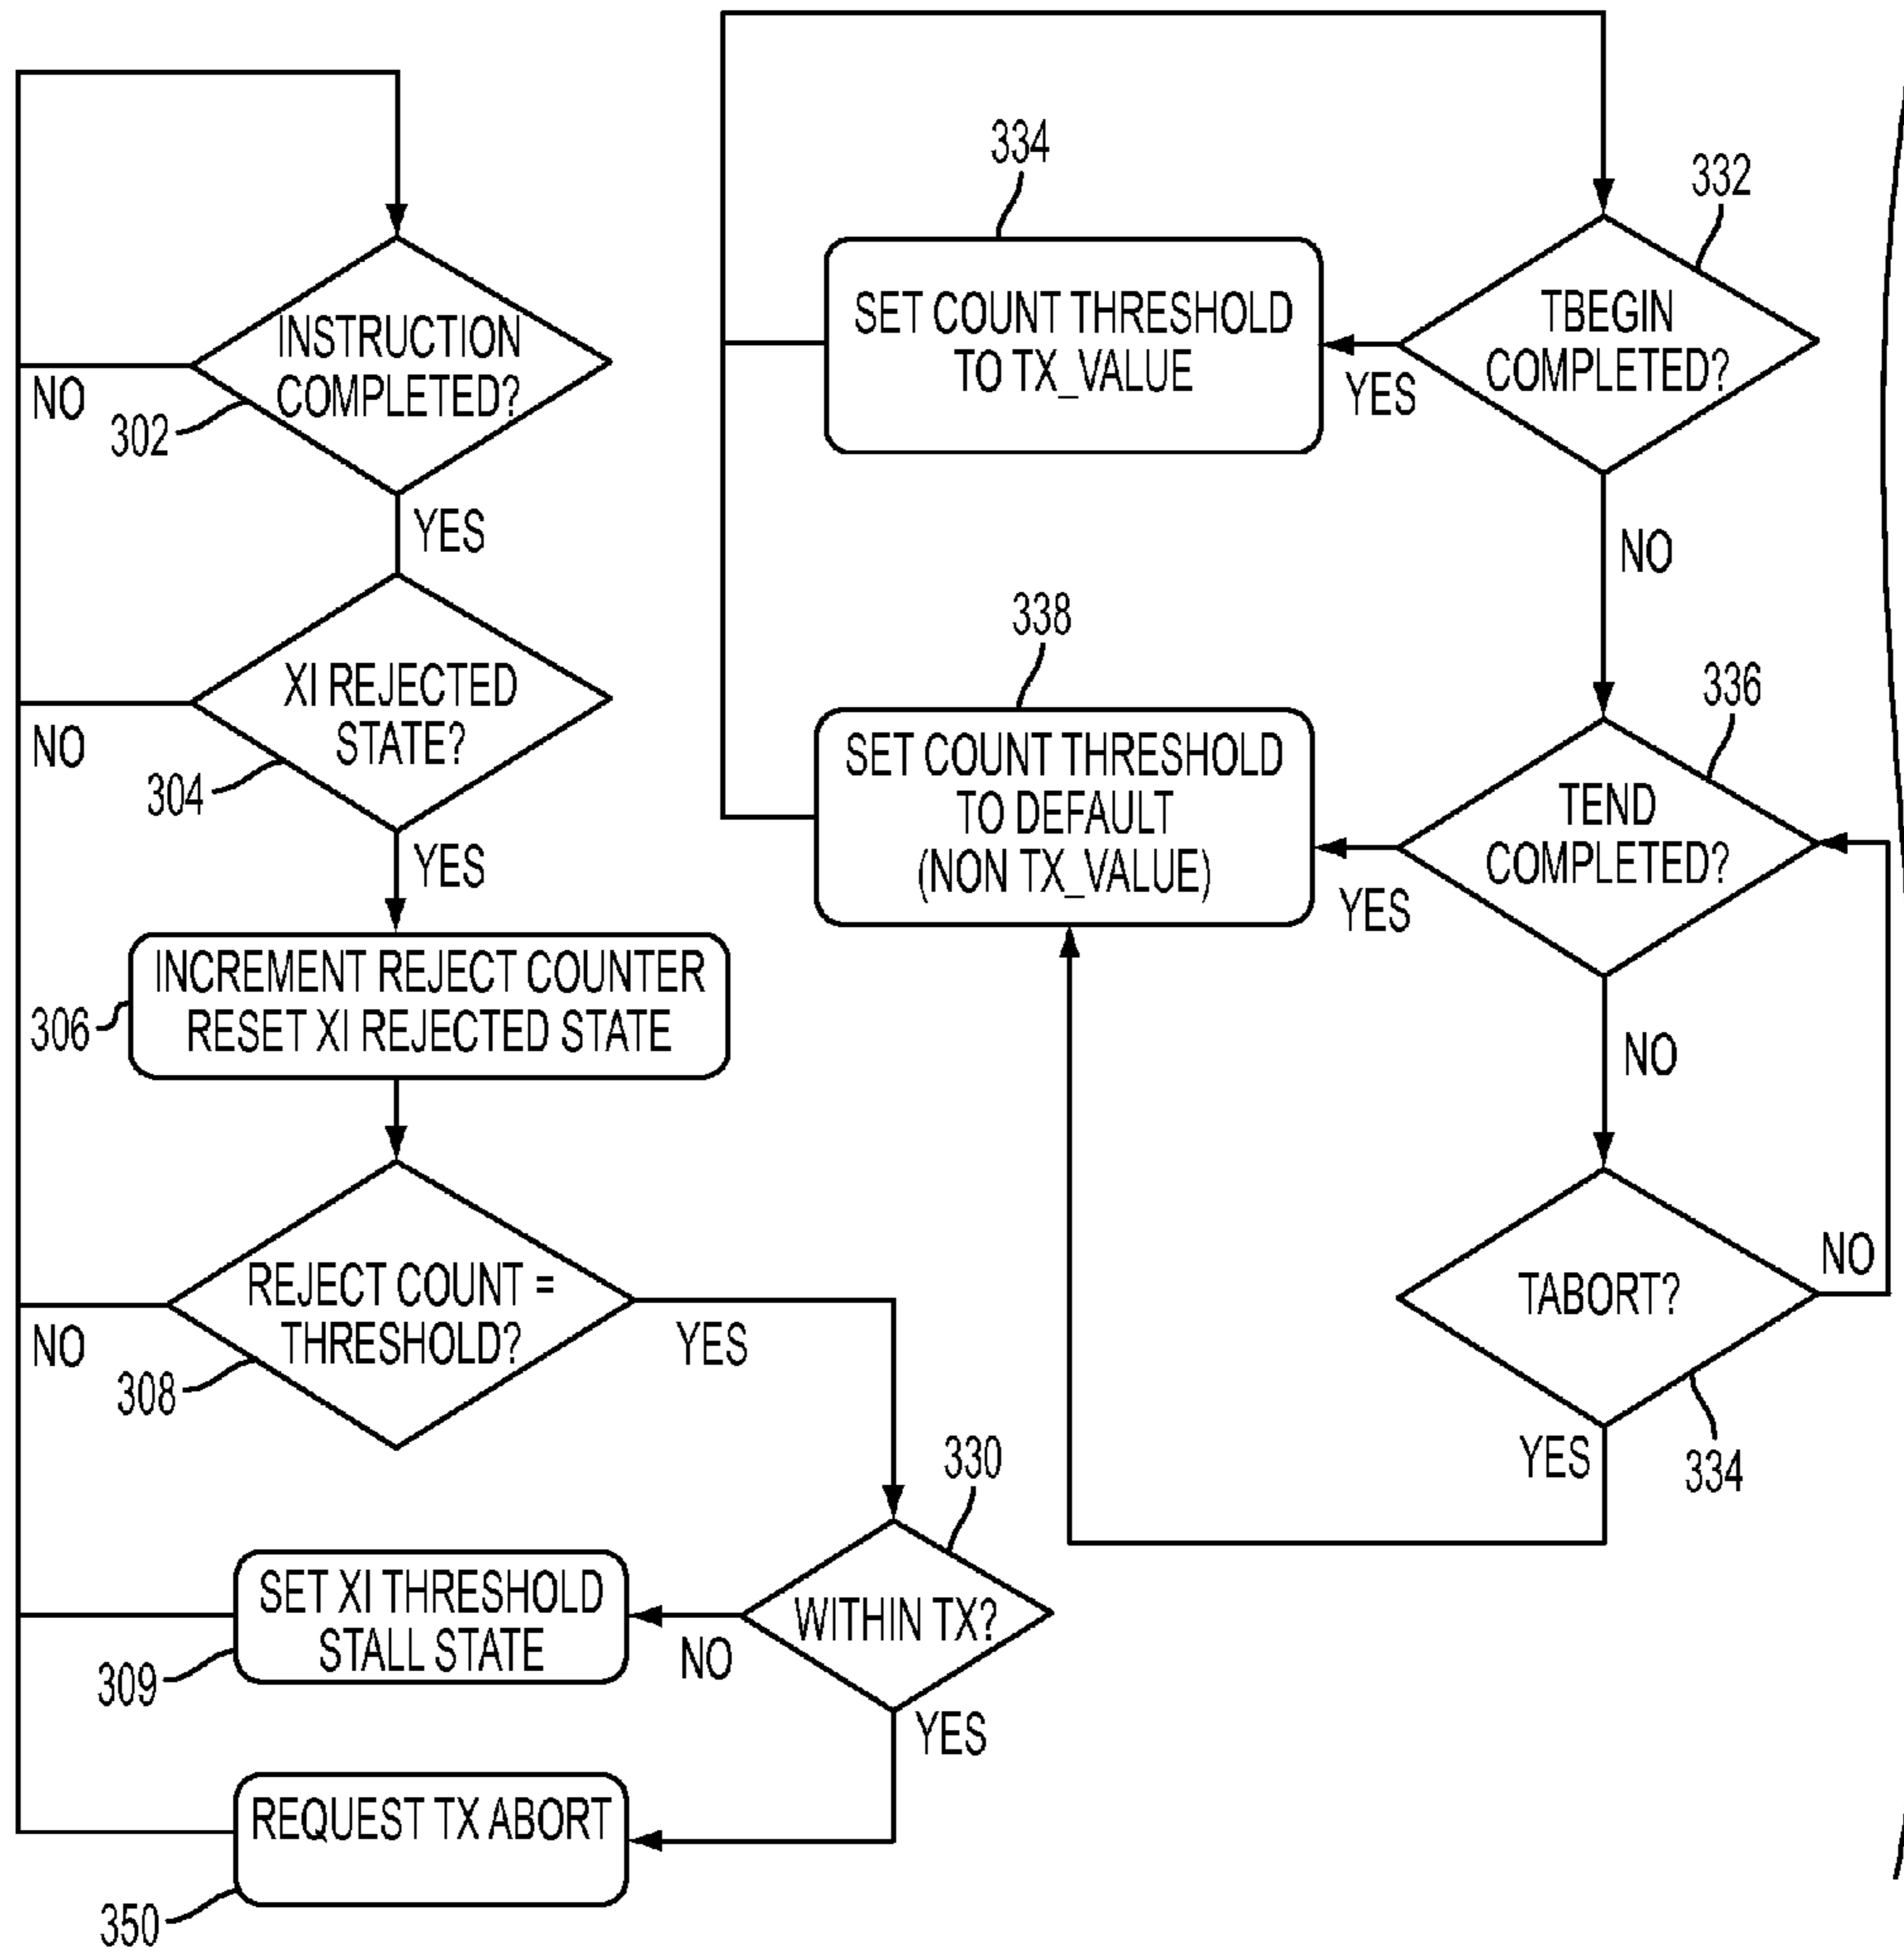 INSTRUCTION
COMPLETED?
NO
302
YES
XI REJECTED
STATE?
NO
304
YES
INCREMENT REJECT COUNTER
RESET XI REJECTED STATE
306
REJECT COUNT =
THRESHOLD?
NO
YES
308
330
WITHIN TX?
NO
YES
SET XI THRESHOLD
STALL STATE
309
REQUEST TX ABORT
350
334
SET COUNT THRESHOLD
TO TX_VALUE
332
TBEGIN
COMPLETED?
YES
NO
338
SET COUNT THRESHOLD
TO DEFAULT
(NON TX_VALUE)
336
TEND
COMPLETED?
YES
NO
TABORT?
NO
YES
334